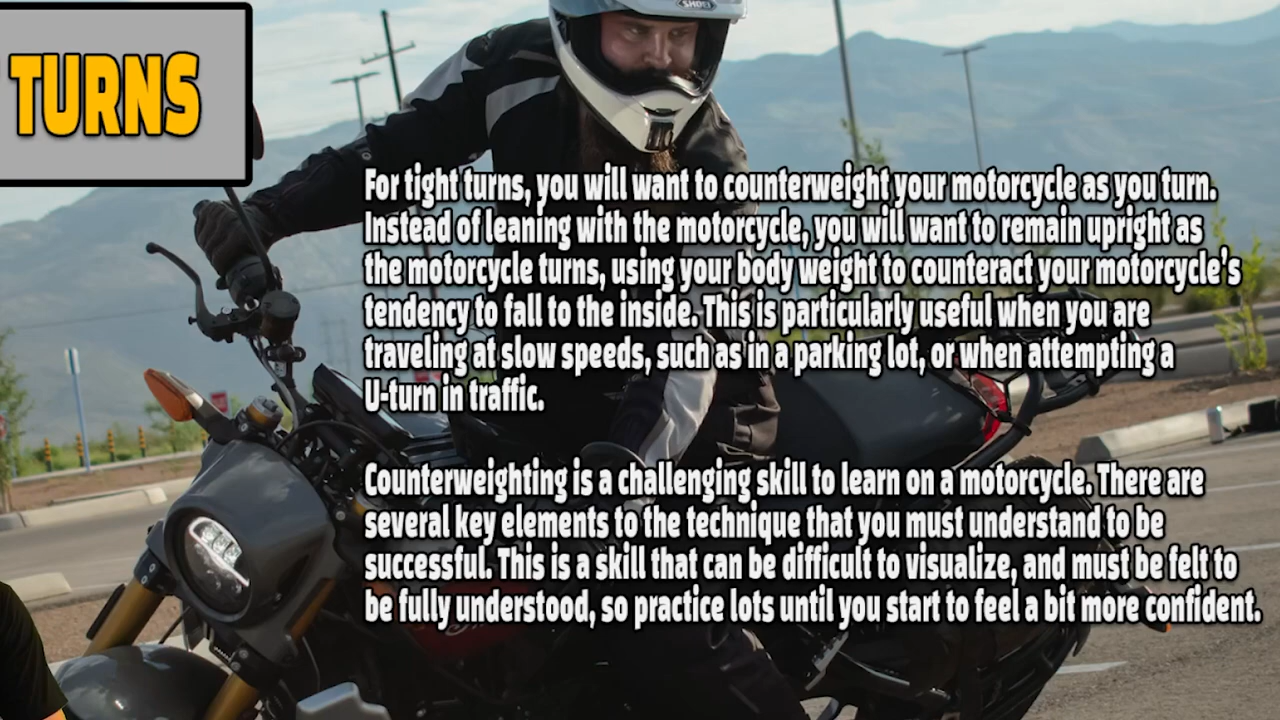 SHOEI
TURNS
For tight turns, you will want to counterweight your motorcycle as you turn.
Instead of leaning with the motorcycle, you will want to remain upright as
the motorcycle turns, using your body weight to counteract your motorcycle's
tendency to fall to the inside. This is particularly useful when you are
traveling at slow speeds, such as in a parking lot, or when attempting a
U-turn in traffic.
Counterweighting is a challenging skill to learn on a motorcycle. There are
several key elements to the technique that you must understand to be
successful. This is a skill that can be difficult to visualize, and must be felt to
be fully understood, so practice lots until you start to feel a bit more confident.